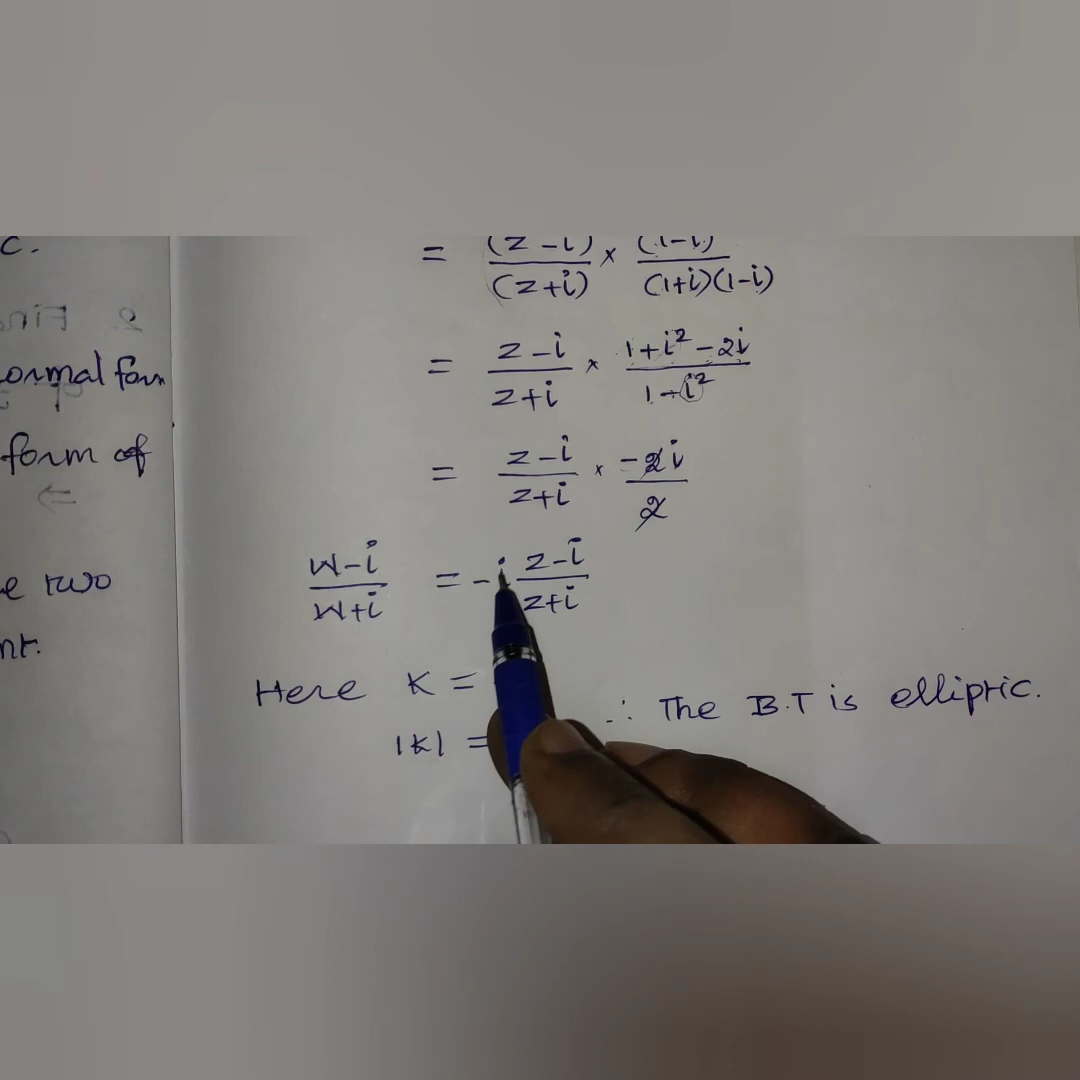 c.
ormal form
form of
e two
nt.
= (z-i)/(z+i) × (1-i)/(1+i)(1-i)
= z-i/z+i × 1+i²-2i/1-i²
= z-i/z+i × -2i/2
w-i/w+i = -i z-i/z+i
Here K =
|K| =
∴ The B.T is elliptic.